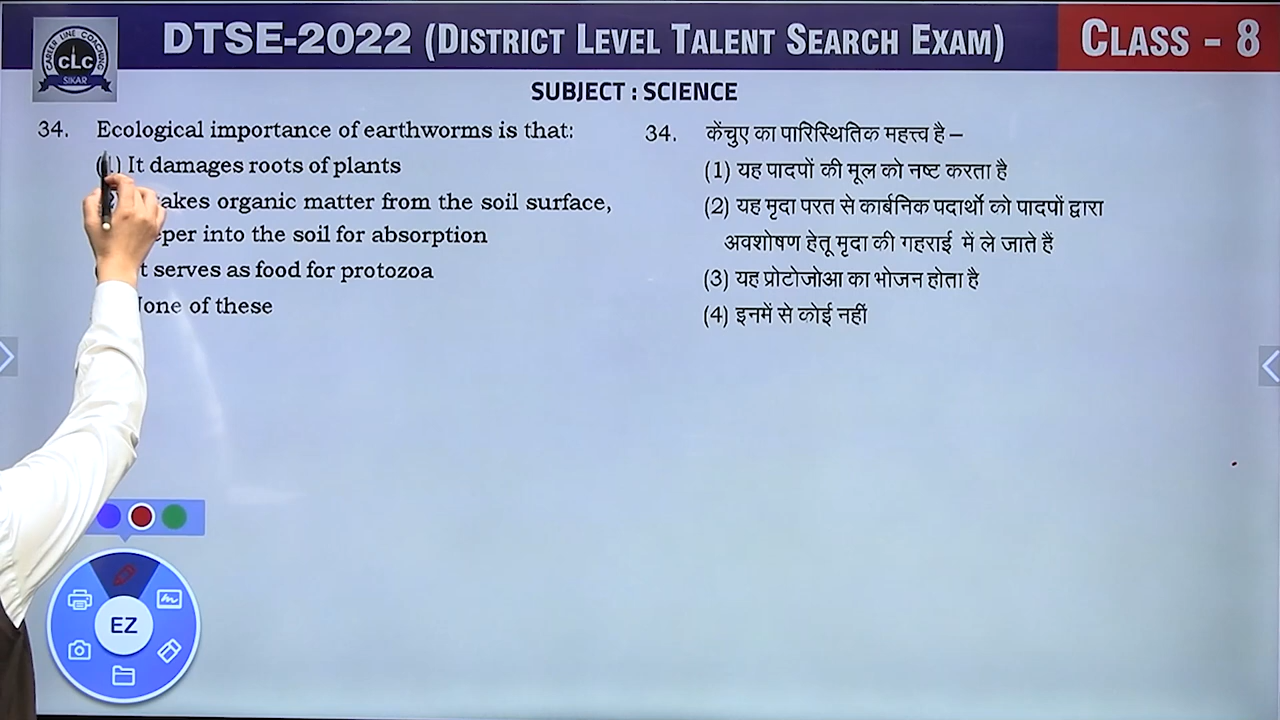 DTSE-2022 (DISTRICT LEVEL TALENT SEARCH EXAM)
CLASS - 8
CAREER LINE COACHING
CLC
SIKAR
SUBJECT : SCIENCE
34. Ecological importance of earthworms is that:
(1) It damages roots of plants
takes organic matter from the soil surface,
into the soil for absorption
serves as food for protozoa
of these
34. केंचुए का पारिस्थितिक महत्त्व है –
(1) यह पादपों की मूल को नष्ट करता है
(2) यह मृदा परत से कार्बनिक पदार्थो को पादपों द्वारा
अवशोषण हेतू मृदा की गहराई में ले जाते हैं
(3) यह प्रोटोजोआ का भोजन होता है
(4) इनमें से कोई नहीं
EZ